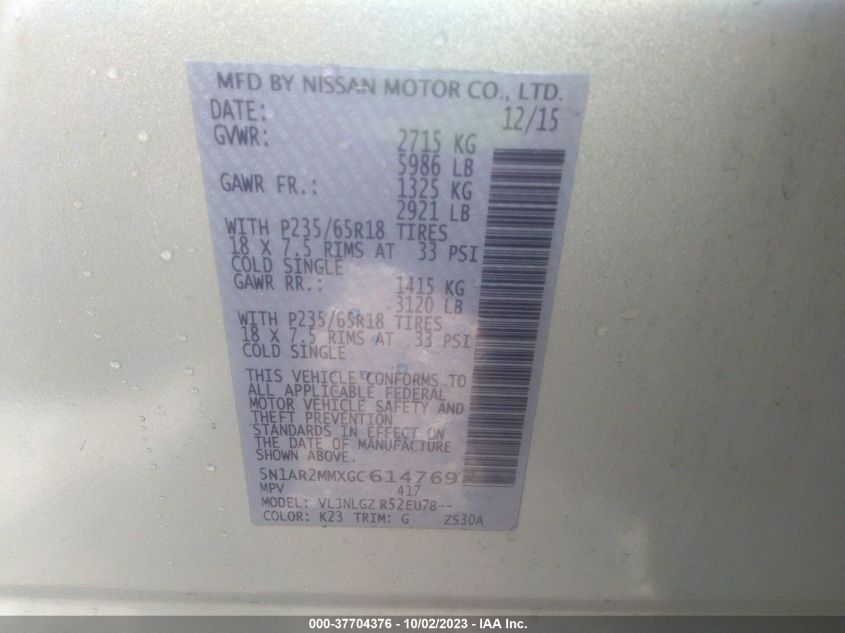 MFD BY NISSAN MOTOR CO., LTD.
DATE: 12/15
GVWR: 2715 KG
5986 LB
GAWR FR.: 1325 KG
2921 LB
WITH P235/65R18 TIRES
18 X 7.5 RIMS AT 33 PSI
COLD SINGLE
GAWR RR.: 1415 KG
3120 LB
WITH P235/65R18 TIRES
18 X 7.5 RIMS AT 33 PSI
COLD SINGLE
THIS VEHICLE CONFORMS TO
ALL APPLICABLE FEDERAL
MOTOR VEHICLE SAFETY AND
THEFT PREVENTION
STANDARDS IN EFFECT ON
THE DATE OF MANUFACTURE
SHOWN ABOVE.
5N1AR2MMXGC614769
MPV 417
MODEL: VLJNLGZ R52EU78--
COLOR: K23 TRIM: G ZS30A
000-37704376 - 10/02/2023 - IAA Inc.